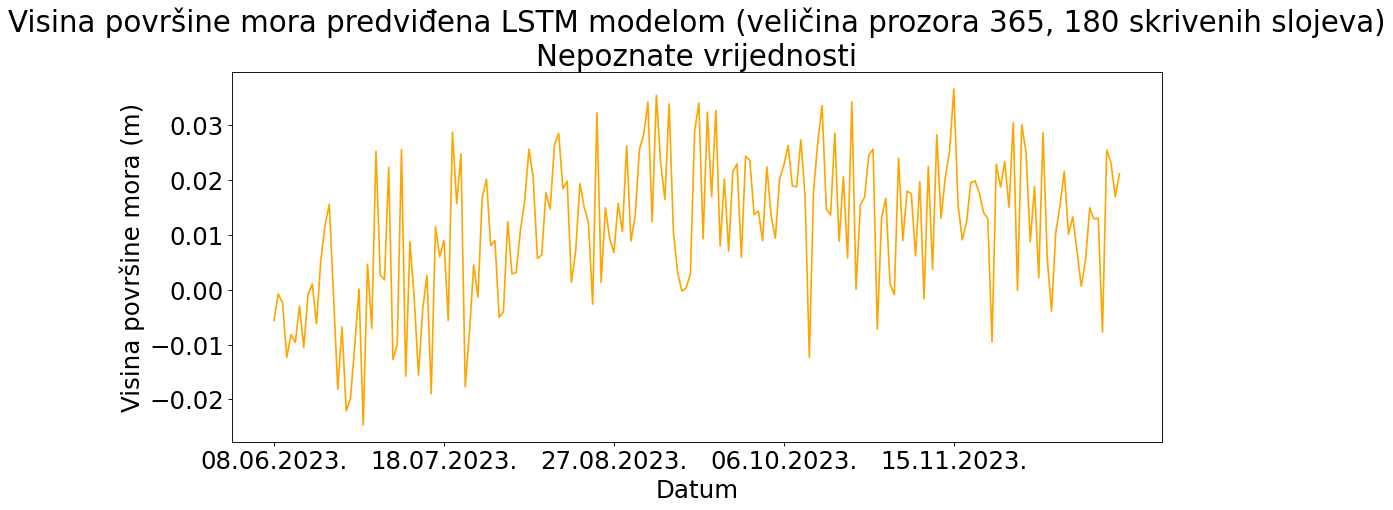 Visina površine mora predviđena LSTM modelom (veličina prozora 365, 180 skrivenih slojeva)
Nepoznate vrijednosti
Visina površine mora (m)
0.03
0.02
0.01
0.00
−0.01
−0.02
08.06.2023. 18.07.2023. 27.08.2023. 06.10.2023. 15.11.2023.
Datum